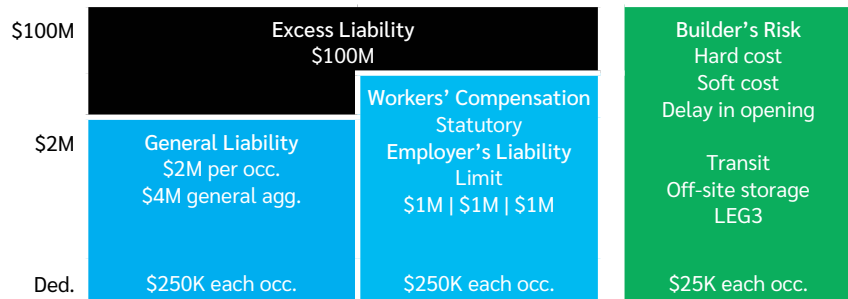 $100M
Excess Liability
$100M
$2M
General Liability
$2M per occ.
$4M general agg.
Workers’ Compensation
Statutory
Employer’s Liability
Limit
$1M | $1M | $1M
Builder’s Risk
Hard cost
Soft cost
Delay in opening
Transit
Off-site storage
LEG3
Ded.
$250K each occ.
$250K each occ.
$25K each occ.